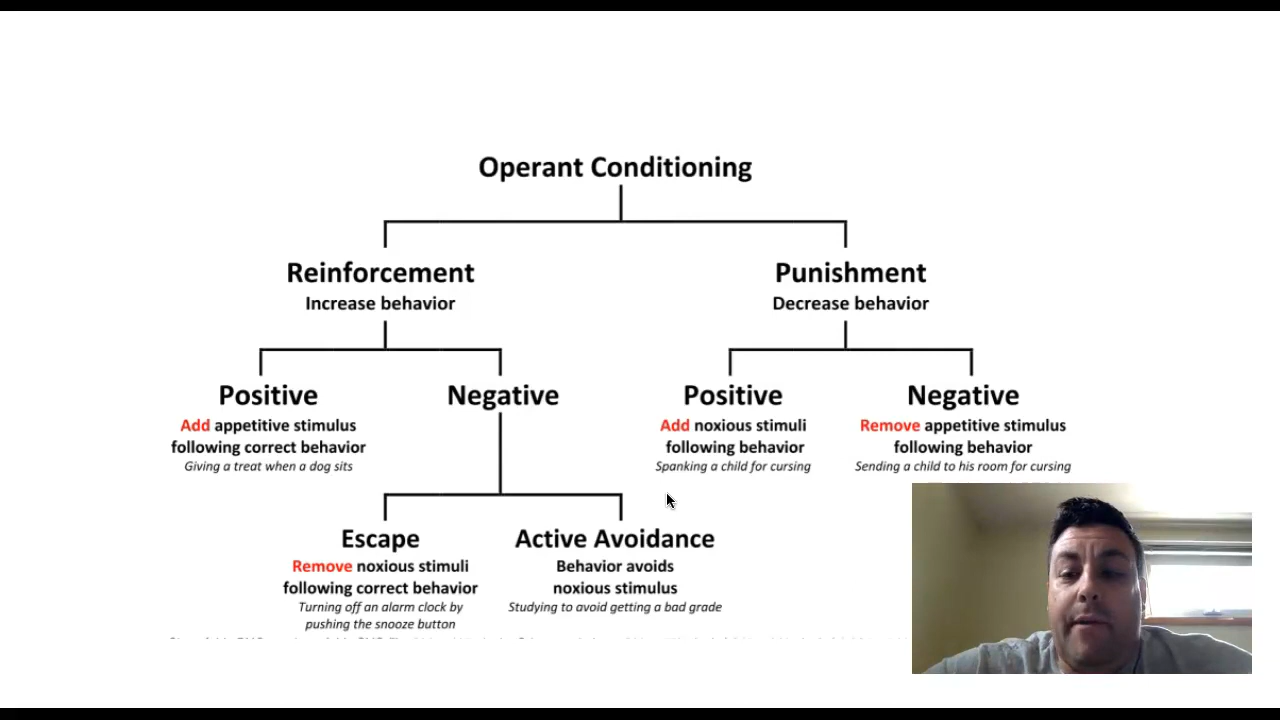 Operant Conditioning
Reinforcement
Increase behavior
Punishment
Decrease behavior
Positive
Add appetitive stimulus
following correct behavior
Giving a treat when a dog sits
Negative
Positive
Add noxious stimuli
following behavior
Spanking a child for cursing
Negative
Remove appetitive stimulus
following behavior
Sending a child to his room for cursing
Escape
Remove noxious stimuli
following correct behavior
Turning off an alarm clock by
pushing the snooze button
Active Avoidance
Behavior avoids
noxious stimulus
Studying to avoid getting a bad grade